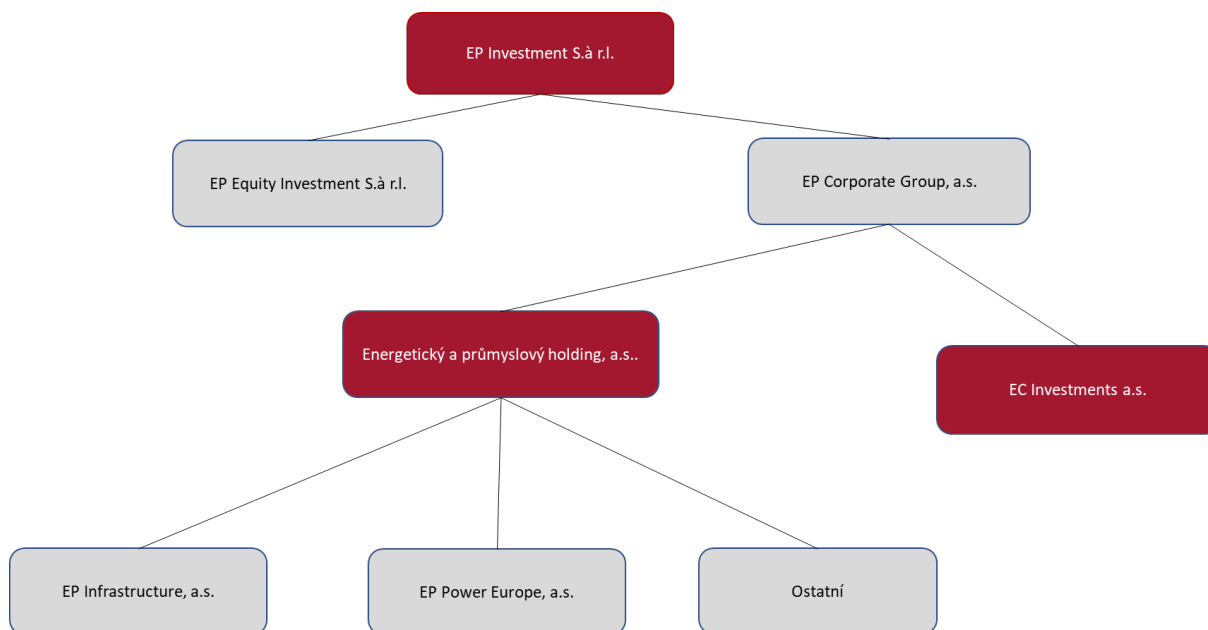 EP Investment S.à r.l.
EP Equity Investment S.à r.l.
EP Corporate Group, a.s.
Energetický a průmyslový holding, a.s..
EC Investments a.s.
EP Infrastructure, a.s.
EP Power Europe, a.s.
Ostatní